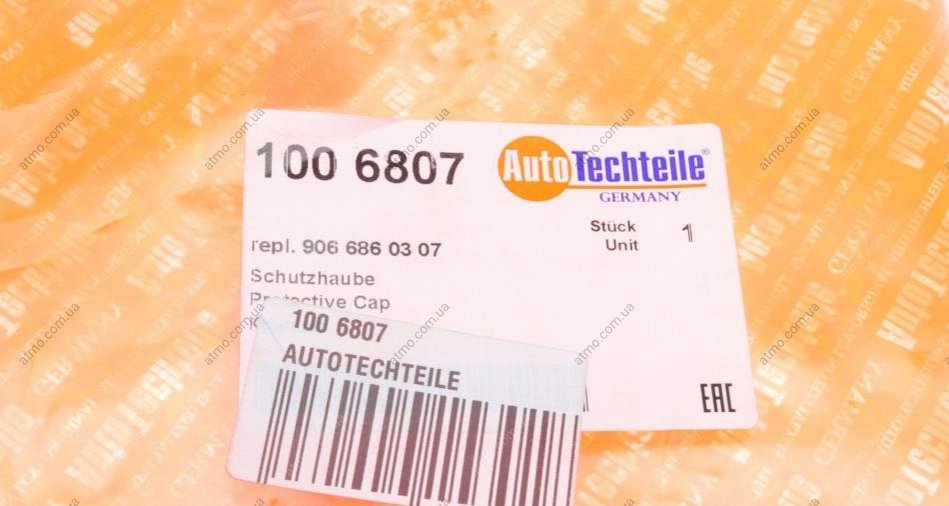 100 6807
AutoTechteile®
GERMANY
Stück
Unit
1
repl. 906 686 03 07
Schutzhaube
Protective Cap
100 6807
AUTOTECHTEILE
EAC
atmo.com.ua